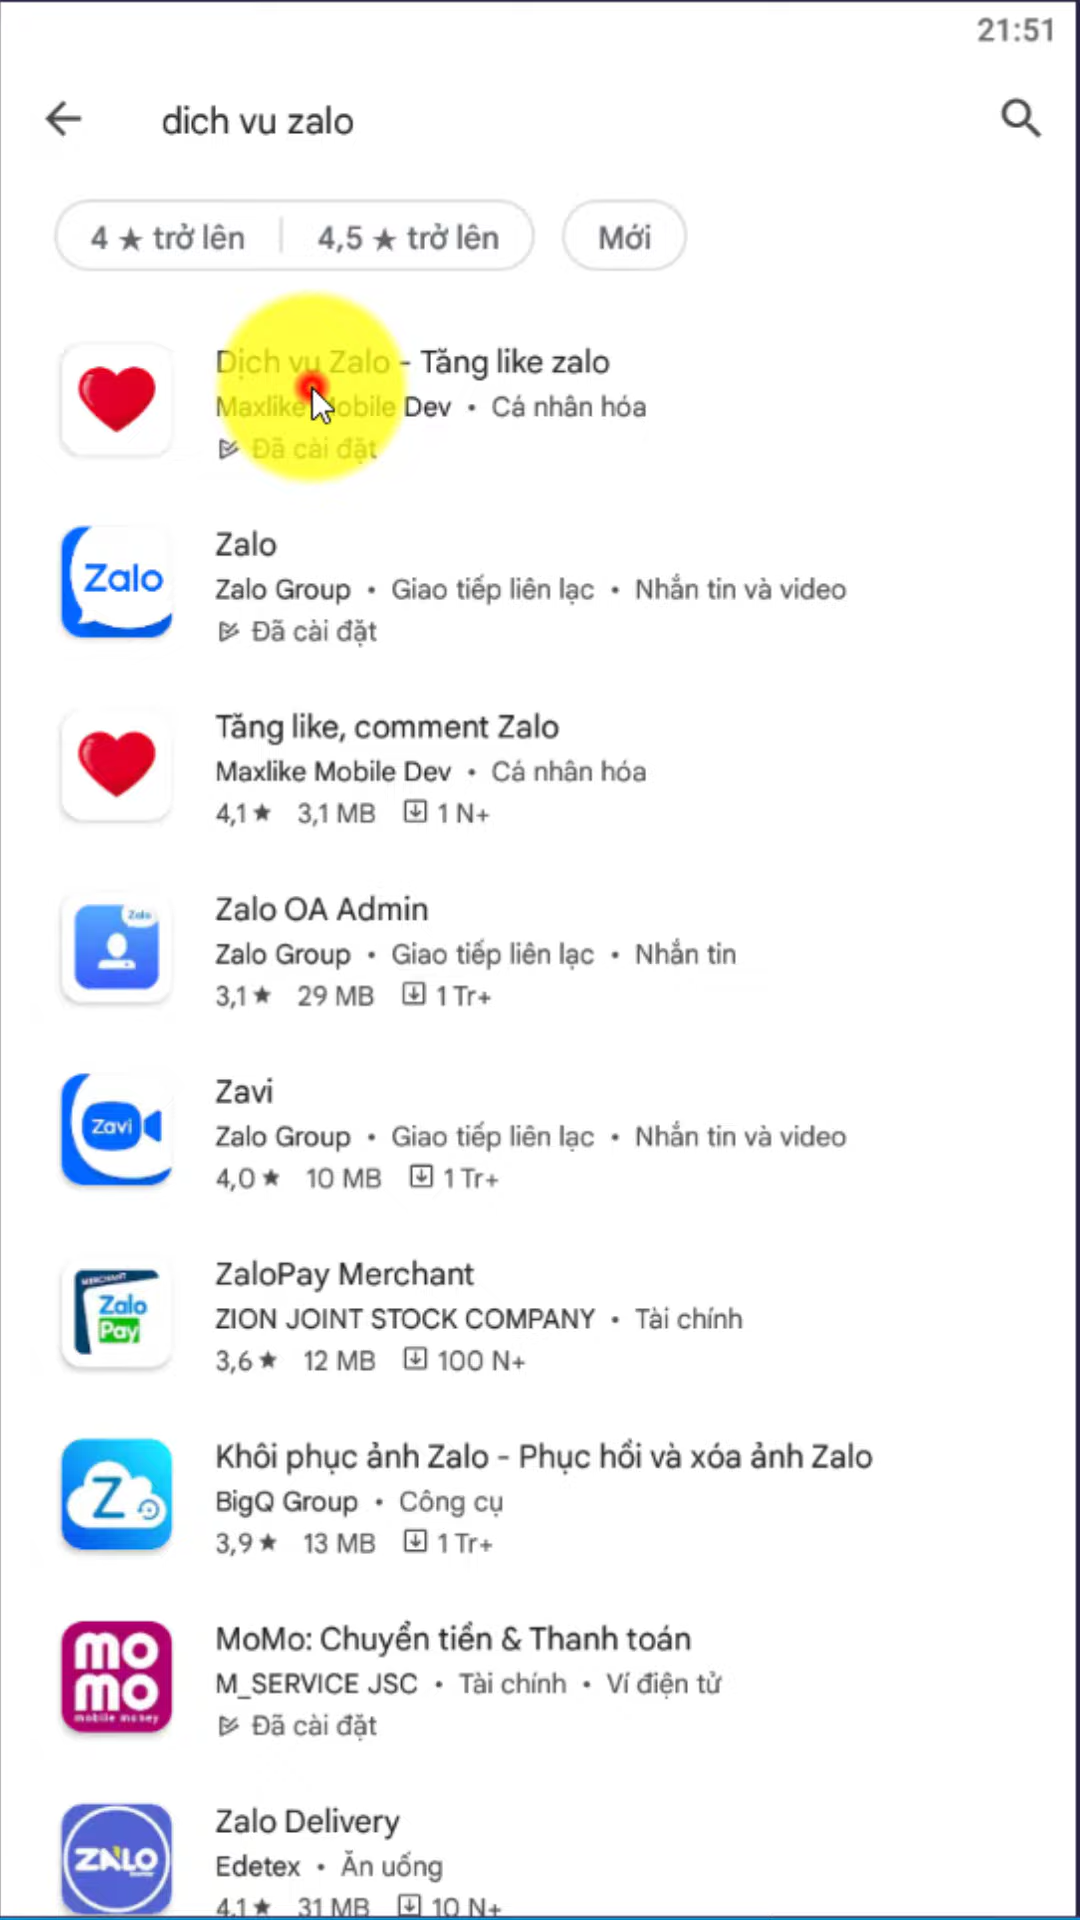 21:51
dich vu zalo
4 ★ trở lên
4,5 ★ trở lên
Mới
Dịch vụ Zalo - Tăng like zalo
Maxlike Mobile Dev • Cá nhân hóa
Đã cài đặt
Zalo
Zalo
Zalo Group • Giao tiếp liên lạc • Nhắn tin và video
Đã cài đặt
Tăng like, comment Zalo
Maxlike Mobile Dev • Cá nhân hóa
4,1 ★ 3,1 MB 1 N+
Zalo
Zalo OA Admin
Zalo Group • Giao tiếp liên lạc • Nhắn tin
3,1 ★ 29 MB 1 Tr+
Zavi
Zavi
Zalo Group • Giao tiếp liên lạc • Nhắn tin và video
4,0 ★ 10 MB 1 Tr+
MERCHANT
Zalo
Pay
ZaloPay Merchant
ZION JOINT STOCK COMPANY • Tài chính
3,6 ★ 12 MB 100 N+
Z
Khôi phục ảnh Zalo - Phục hồi và xóa ảnh Zalo
BigQ Group • Công cụ
3,9 ★ 13 MB 1 Tr+
mo
mo
mobile money
MoMo: Chuyển tiền & Thanh toán
M_SERVICE JSC • Tài chính • Ví điện tử
Đã cài đặt
ZALO
Zalo Delivery
Edetex • Ăn uống
4,1 ★ 31 MB 10 N+